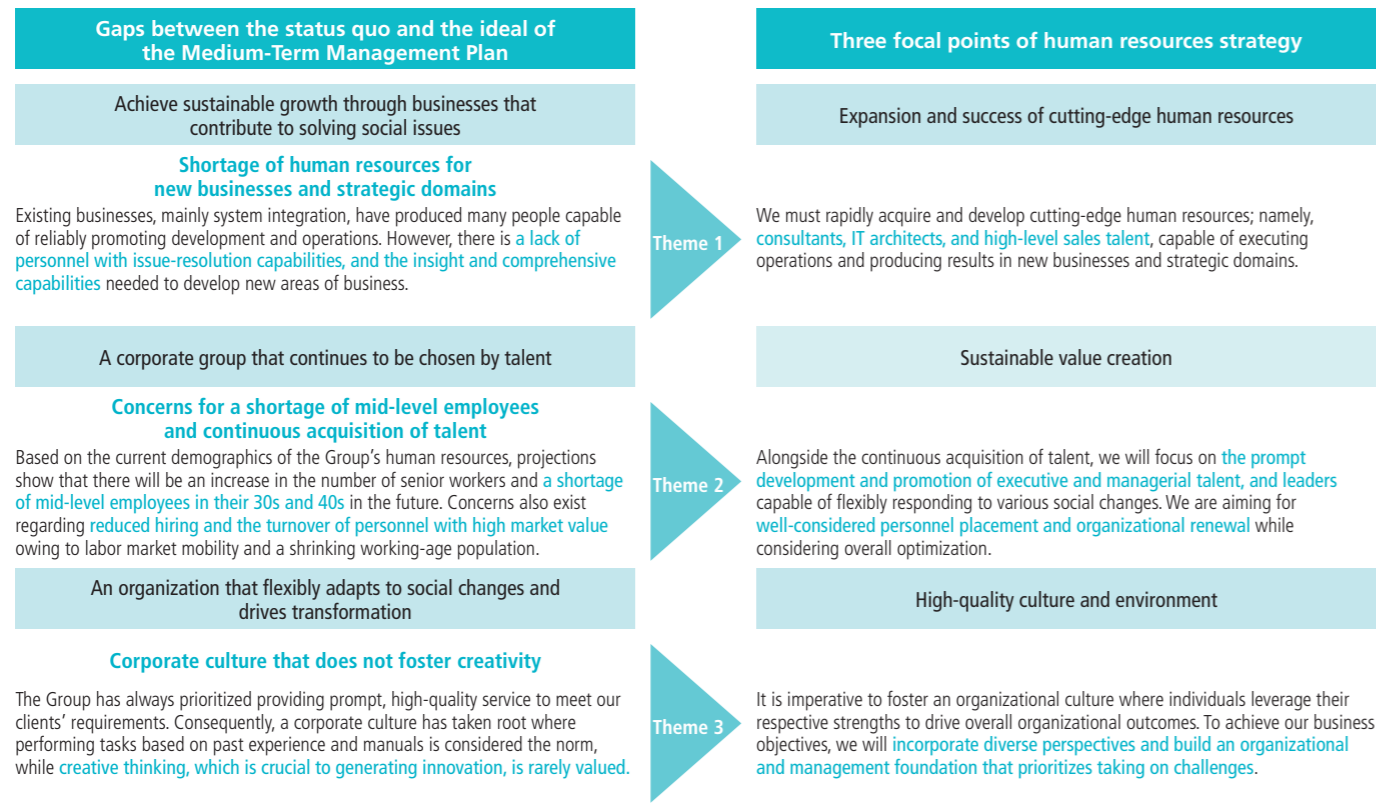 Gaps between the status quo and the ideal of
the Medium-Term Management Plan
Three focal points of human resources strategy
Achieve sustainable growth through businesses that
contribute to solving social issues
Expansion and success of cutting-edge human resources
Shortage of human resources for
new businesses and strategic domains
Existing businesses, mainly system integration, have produced many people capable
of reliably promoting development and operations. However, there is a lack of
personnel with issue-resolution capabilities, and the insight and comprehensive
capabilities needed to develop new areas of business.
Theme 1
We must rapidly acquire and develop cutting-edge human resources; namely,
consultants, IT architects, and high-level sales talent, capable of executing
operations and producing results in new businesses and strategic domains.
A corporate group that continues to be chosen by talent
Sustainable value creation
Concerns for a shortage of mid-level employees
and continuous acquisition of talent
Based on the current demographics of the Group's human resources, projections
show that there will be an increase in the number of senior workers and a shortage
of mid-level employees in their 30s and 40s in the future. Concerns also exist
regarding reduced hiring and the turnover of personnel with high market value
owing to labor market mobility and a shrinking working-age population.
Theme 2
Alongside the continuous acquisition of talent, we will focus on the prompt
development and promotion of executive and managerial talent, and leaders
capable of flexibly responding to various social changes. We are aiming for
well-considered personnel placement and organizational renewal while
considering overall optimization.
An organization that flexibly adapts to social changes and
drives transformation
High-quality culture and environment
Corporate culture that does not foster creativity
The Group has always prioritized providing prompt, high-quality service to meet our
clients' requirements. Consequently, a corporate culture has taken root where
performing tasks based on past experience and manuals is considered the norm,
while creative thinking, which is crucial to generating innovation, is rarely valued.
Theme 3
It is imperative to foster an organizational culture where individuals leverage their
respective strengths to drive overall organizational outcomes. To achieve our business
objectives, we will incorporate diverse perspectives and build an organizational
and management foundation that prioritizes taking on challenges.